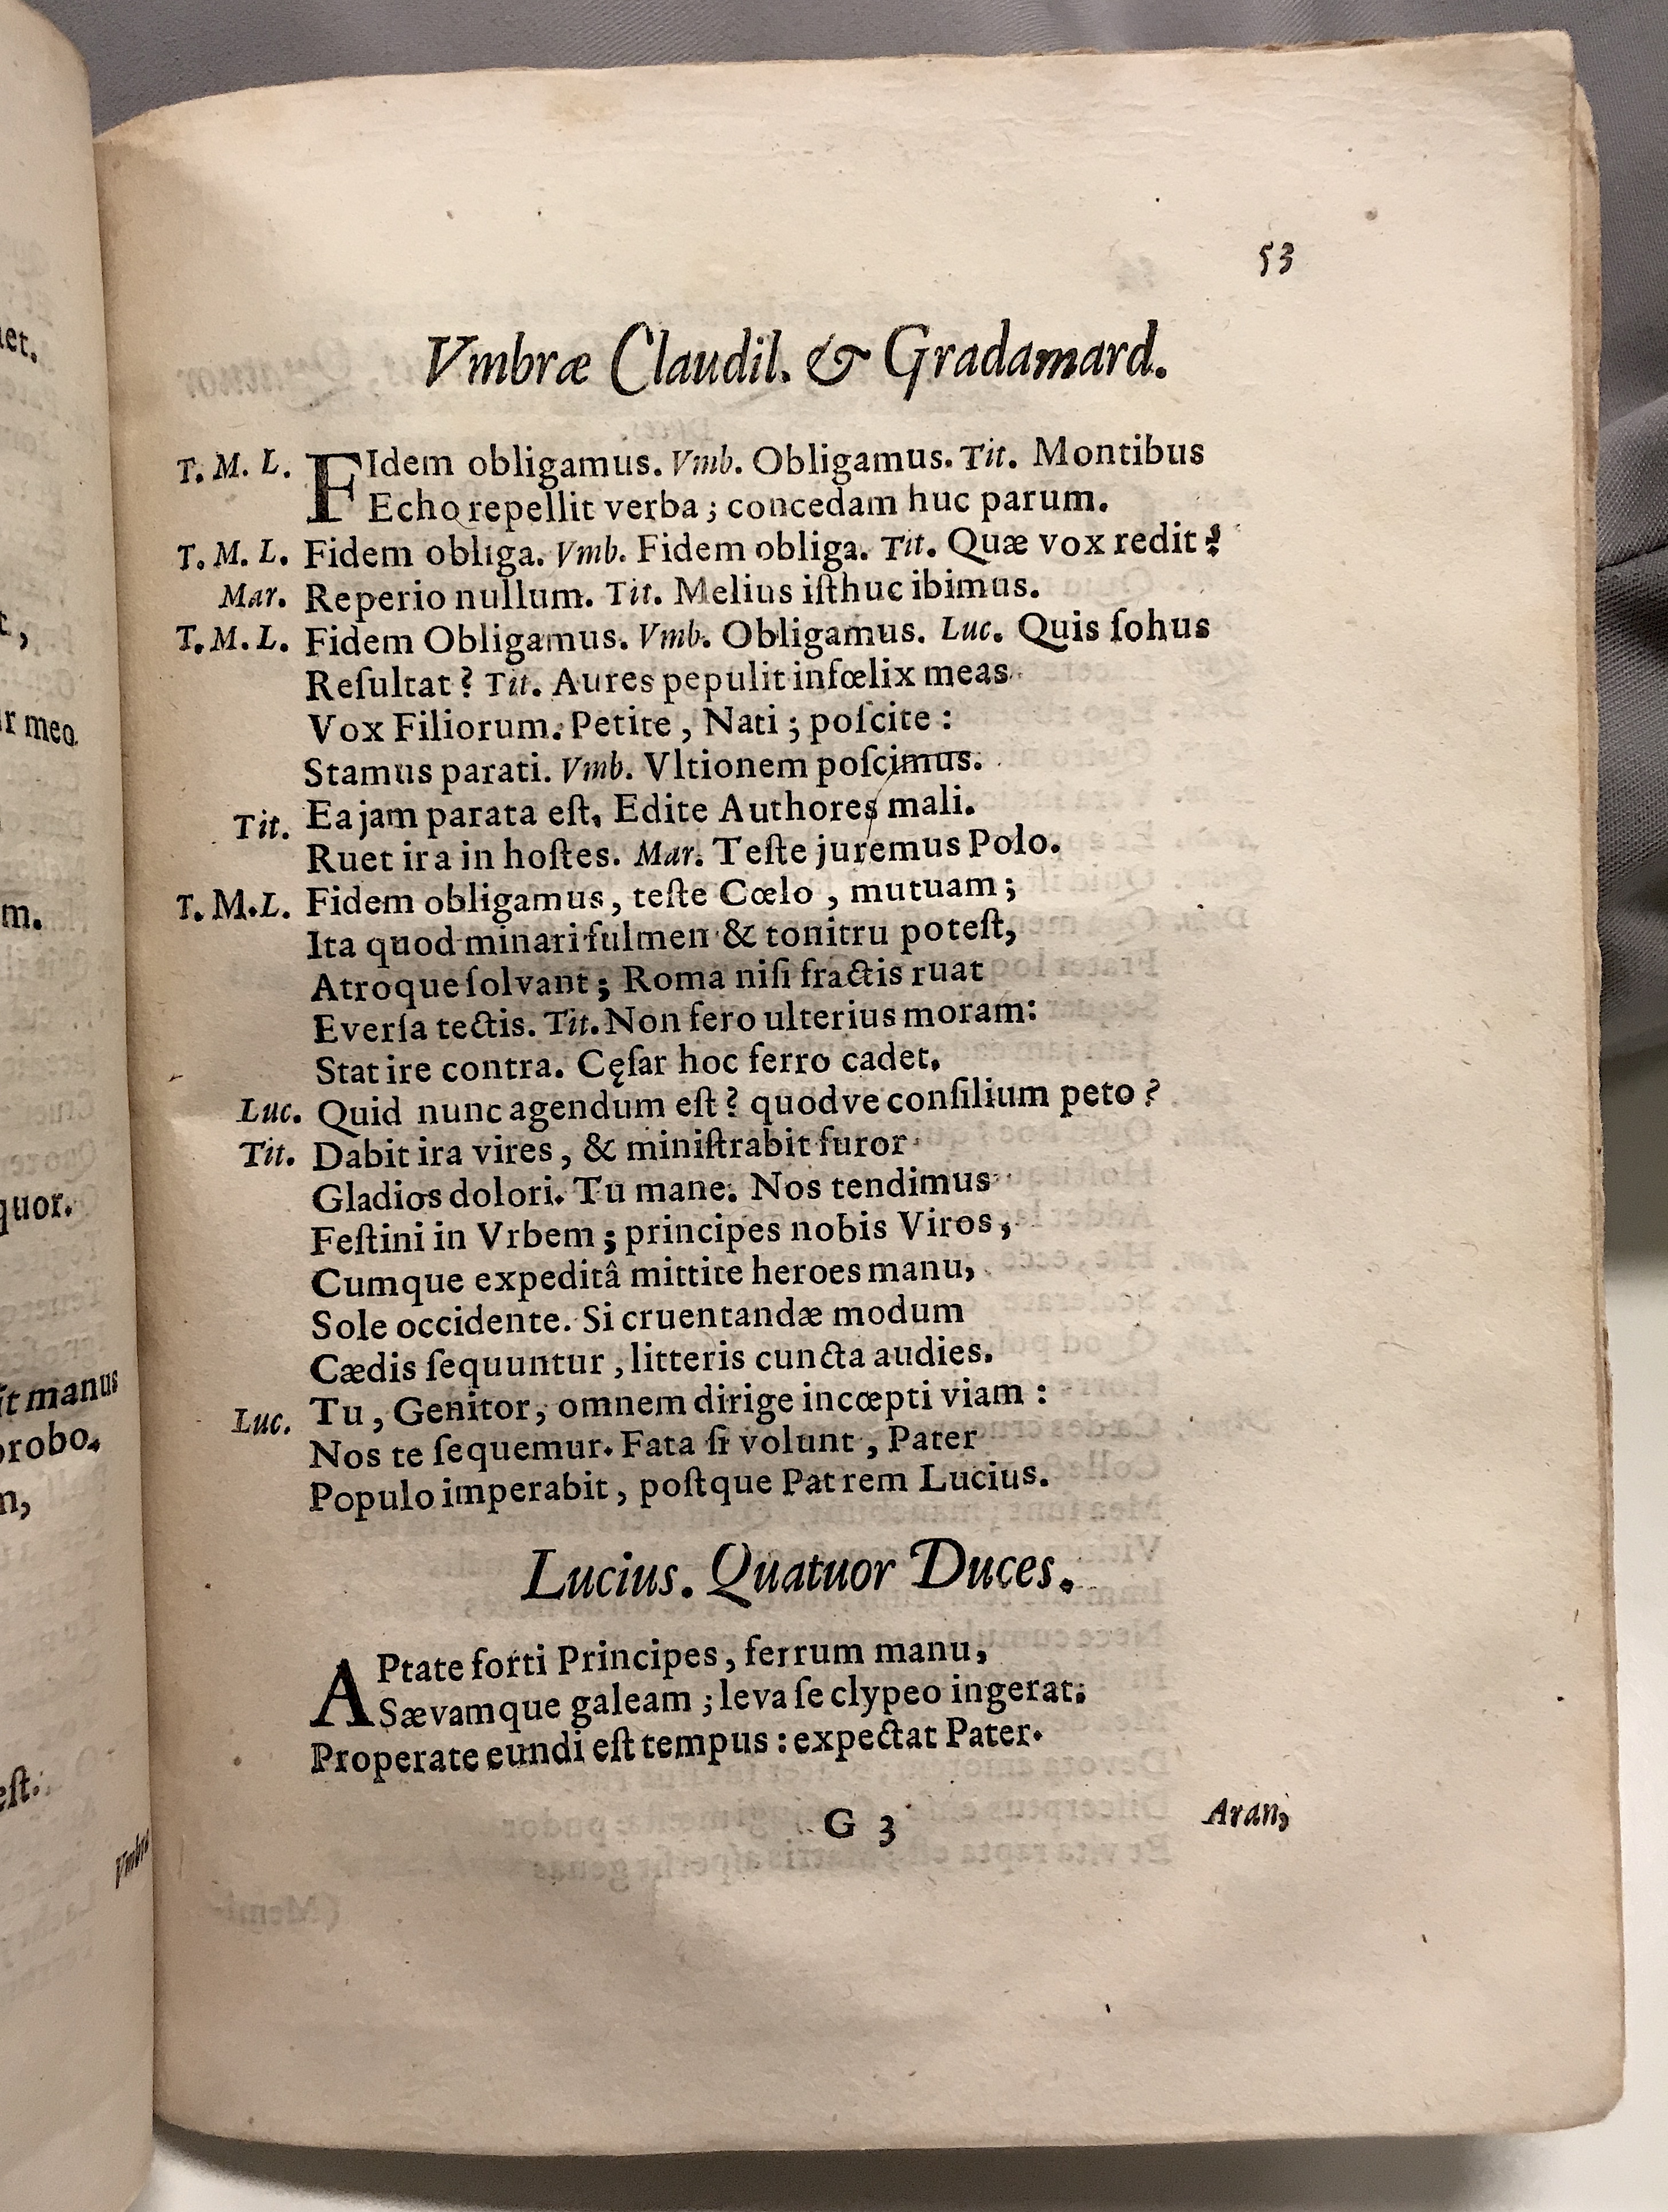 53
Vmbræ Claudil. & Gradamard.
T. M. L. FIdem obligamus. Vmb. Obligamus. Tit. Montibus
Echo repellit verba ; concedam huc parum.
T. M. L. Fidem obliga. Vmb. Fidem obliga. Tit. Quæ vox redit ?
Mar. Reperio nullum. Tit. Melius iſthuc ibimus.
T. M. L. Fidem Obligamus. Vmb. Obligamus. Luc. Quis ſohus
Reſultat ? Tit. Aures pepulit infœlix meas
Vox Filiorum. Petite, Nati ; poſcite :
Stamus parati. Vmb. Vltionem poſcimus.
Tit. Ea jam parata eſt, Edite Authores mali.
Ruet ira in hoſtes. Mar. Teſte juremus Polo.
T. M. L. Fidem obligamus, teſte Cœlo, mutuam ;
Ita quod minari fulmen & tonitru poteſt,
Atroque ſolvant ; Roma niſi fractis ruat
Everſa tectis. Tit. Non fero ulterius moram :
Stat ire contra. Cęſar hoc ferro cadet.
Luc. Quid nunc agendum eſt ? quodve conſilium peto ?
Tit. Dabit ira vires, & miniſtrabit furor
Gladios dolori. Tu mane. Nos tendimus
Feſtini in Vrbem ; principes nobis Viros,
Cumque expeditâ mittite heroes manu,
Sole occidente. Si cruentandæ modum
Cædis ſequuntur, litteris cuncta audies.
Luc. Tu, Genitor, omnem dirige incœpti viam :
Nos te ſequemur. Fata ſi volunt, Pater
Populo imperabit, poſtque Patrem Lucius.
Lucius. Quatuor Duces.
APtate forti Principes, ferrum manu,
Sævamque galeam ; leva ſe clypeo ingerat.
Properate eundi eſt tempus : expectat Pater.
G 3 Aran,